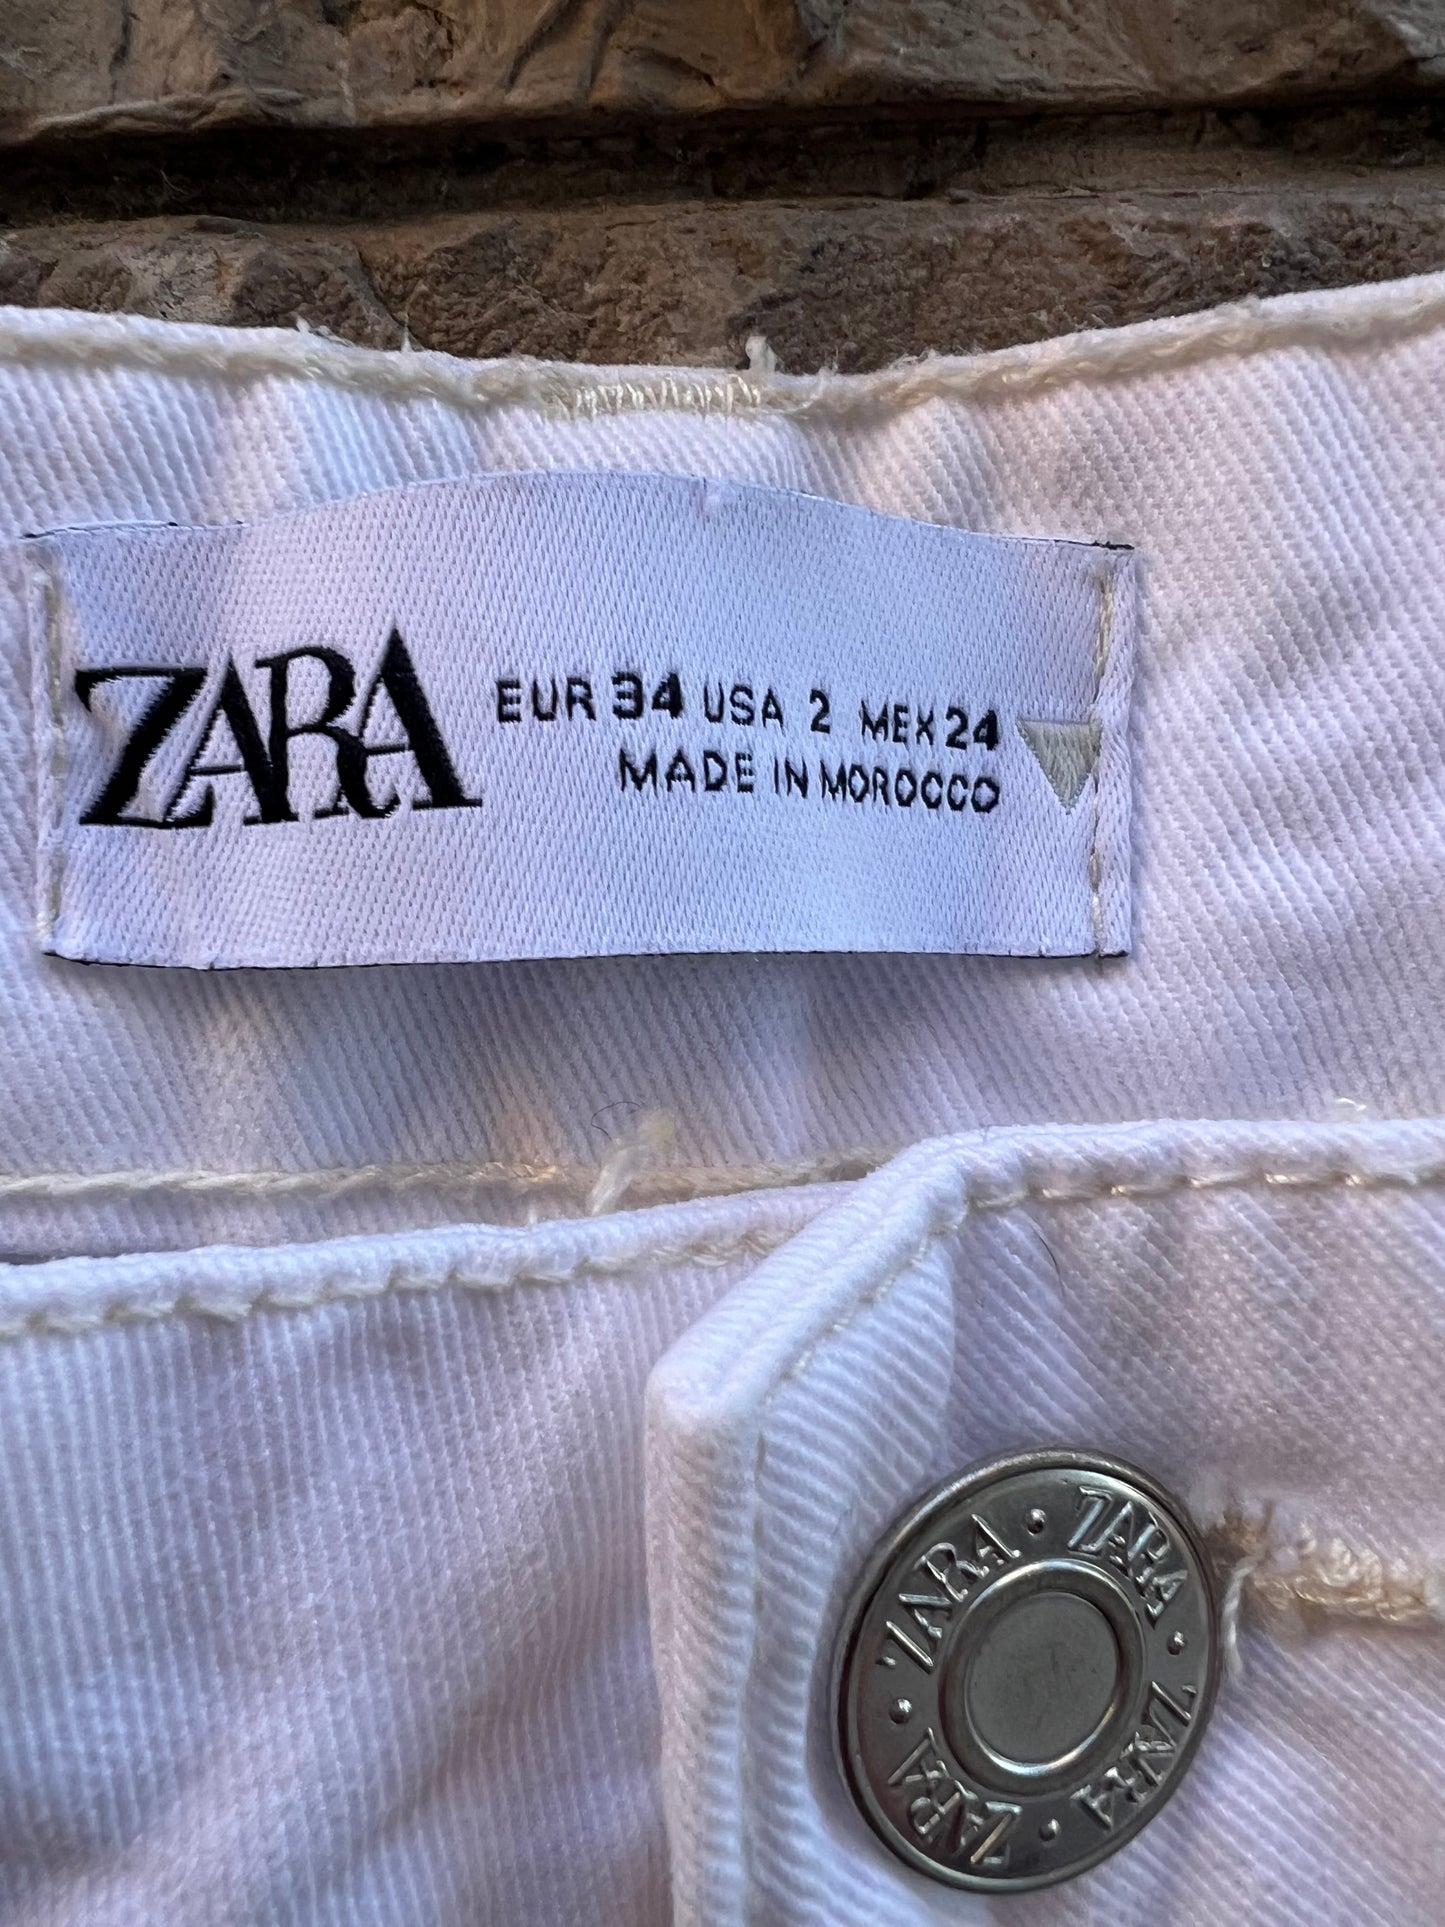 ZARA
EUR 34 USA 2 MEX 24
MADE IN MOROCCO
ZARA • ZARA • ZARA • ZARA •